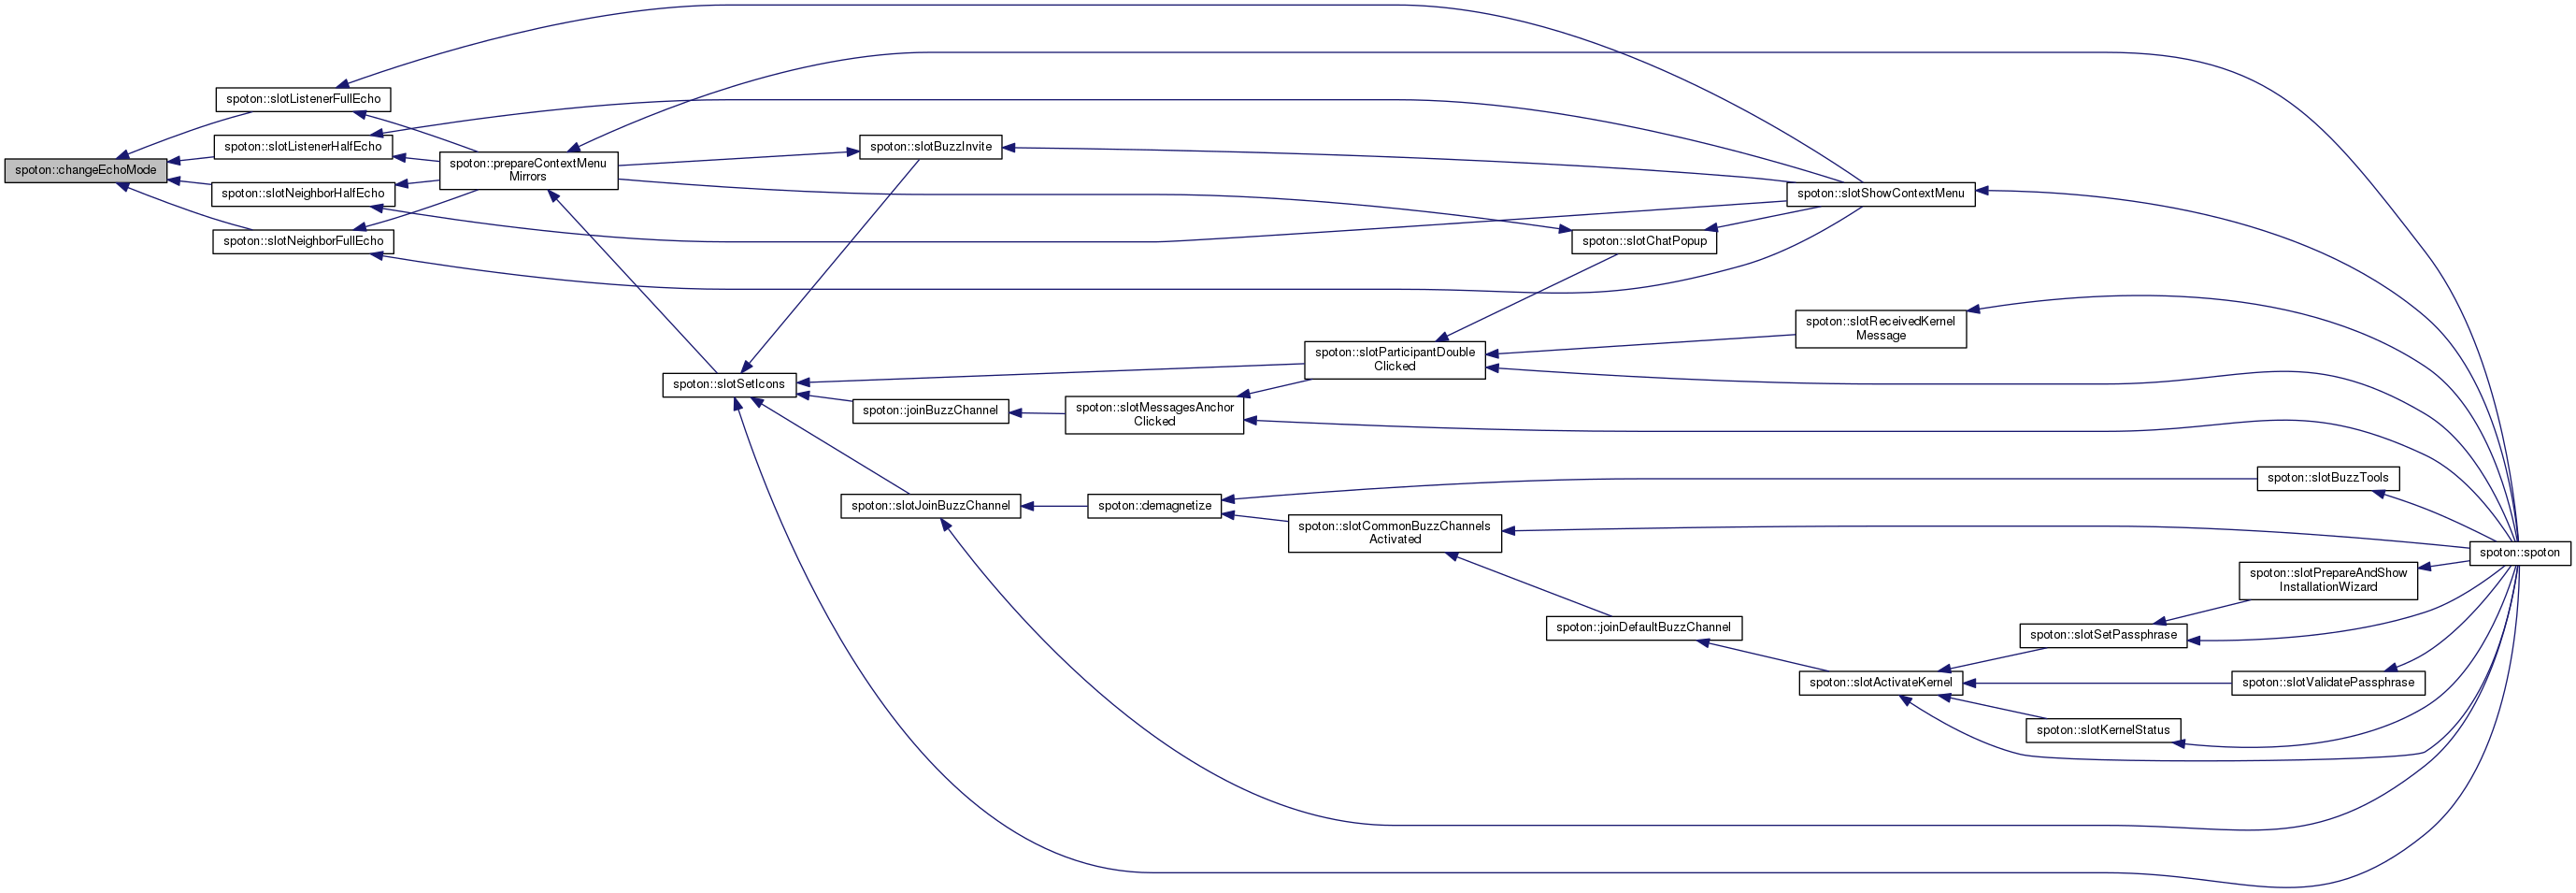 spoton::changeEchoMode
spoton::slotListenerFullEcho
spoton::slotListenerHalfEcho
spoton::slotNeighborHalfEcho
spoton::slotNeighborFullEcho
spoton::prepareContextMenu
Mirrors
spoton::slotSetIcons
spoton::slotBuzzInvite
spoton::joinBuzzChannel
spoton::slotJoinBuzzChannel
spoton::slotMessagesAnchor
Clicked
spoton::demagnetize
spoton::slotParticipantDouble
Clicked
spoton::slotCommonBuzzChannels
Activated
spoton::slotChatPopup
spoton::joinDefaultBuzzChannel
spoton::slotShowContextMenu
spoton::slotReceivedKernel
Message
spoton::slotActivateKernel
spoton::slotSetPassphrase
spoton::slotKernelStatus
spoton::slotBuzzTools
spoton::slotPrepareAndShow
InstallationWizard
spoton::slotValidatePassphrase
spoton::spoton